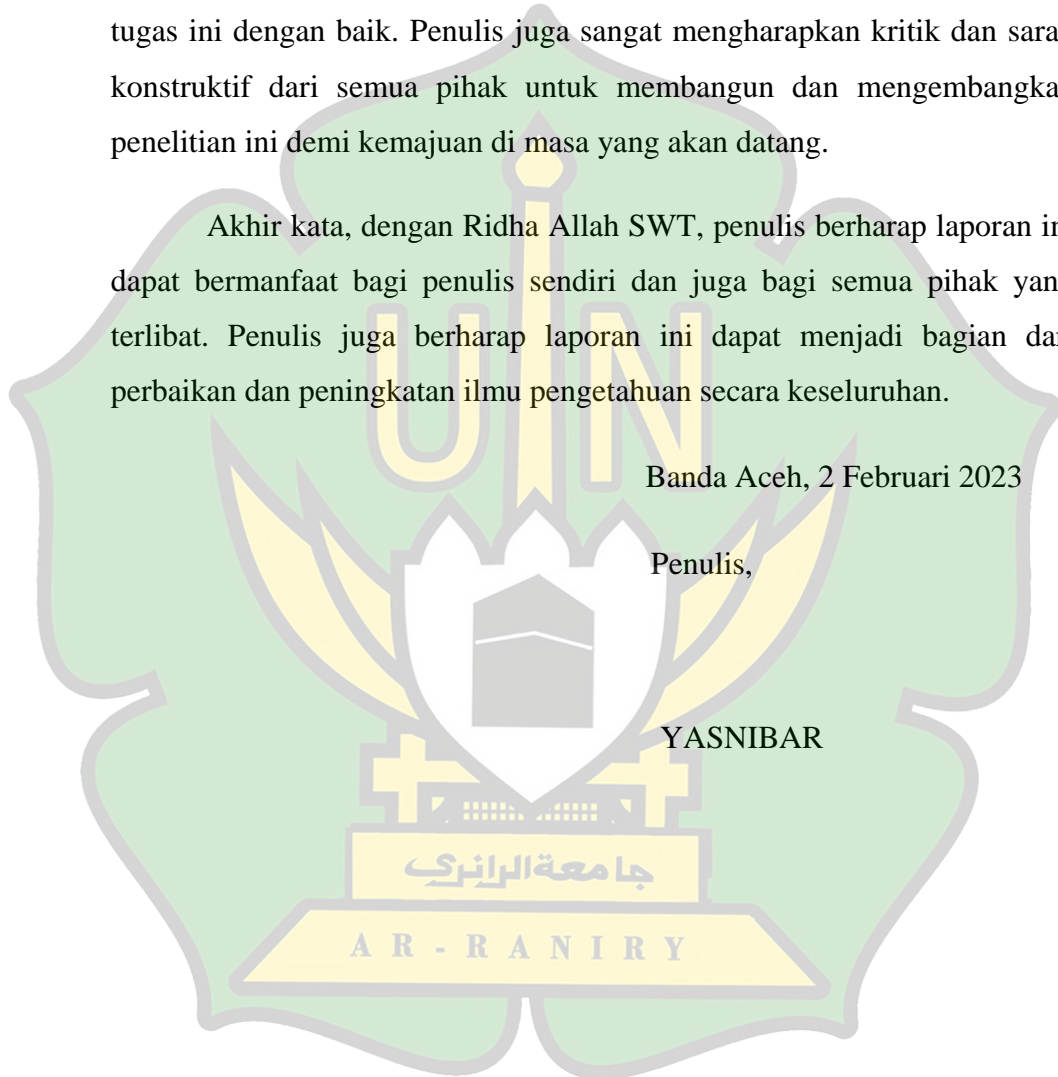 tugas ini dengan baik. Penulis juga sangat mengharapkan kritik dan sara
konstruktif dari semua pihak untuk membangun dan mengembangka
penelitian ini demi kemajuan di masa yang akan datang.
Akhir kata, dengan Ridha Allah SWT, penulis berharap laporan in
dapat bermanfaat bagi penulis sendiri dan juga bagi semua pihak yan
terlibat. Penulis juga berharap laporan ini dapat menjadi bagian dar
perbaikan dan peningkatan ilmu pengetahuan secara keseluruhan.
UIN
Banda Aceh, 2 Februari 2023
Penulis,
YASNIBAR
جامعةالرانري
AR-RANIRY